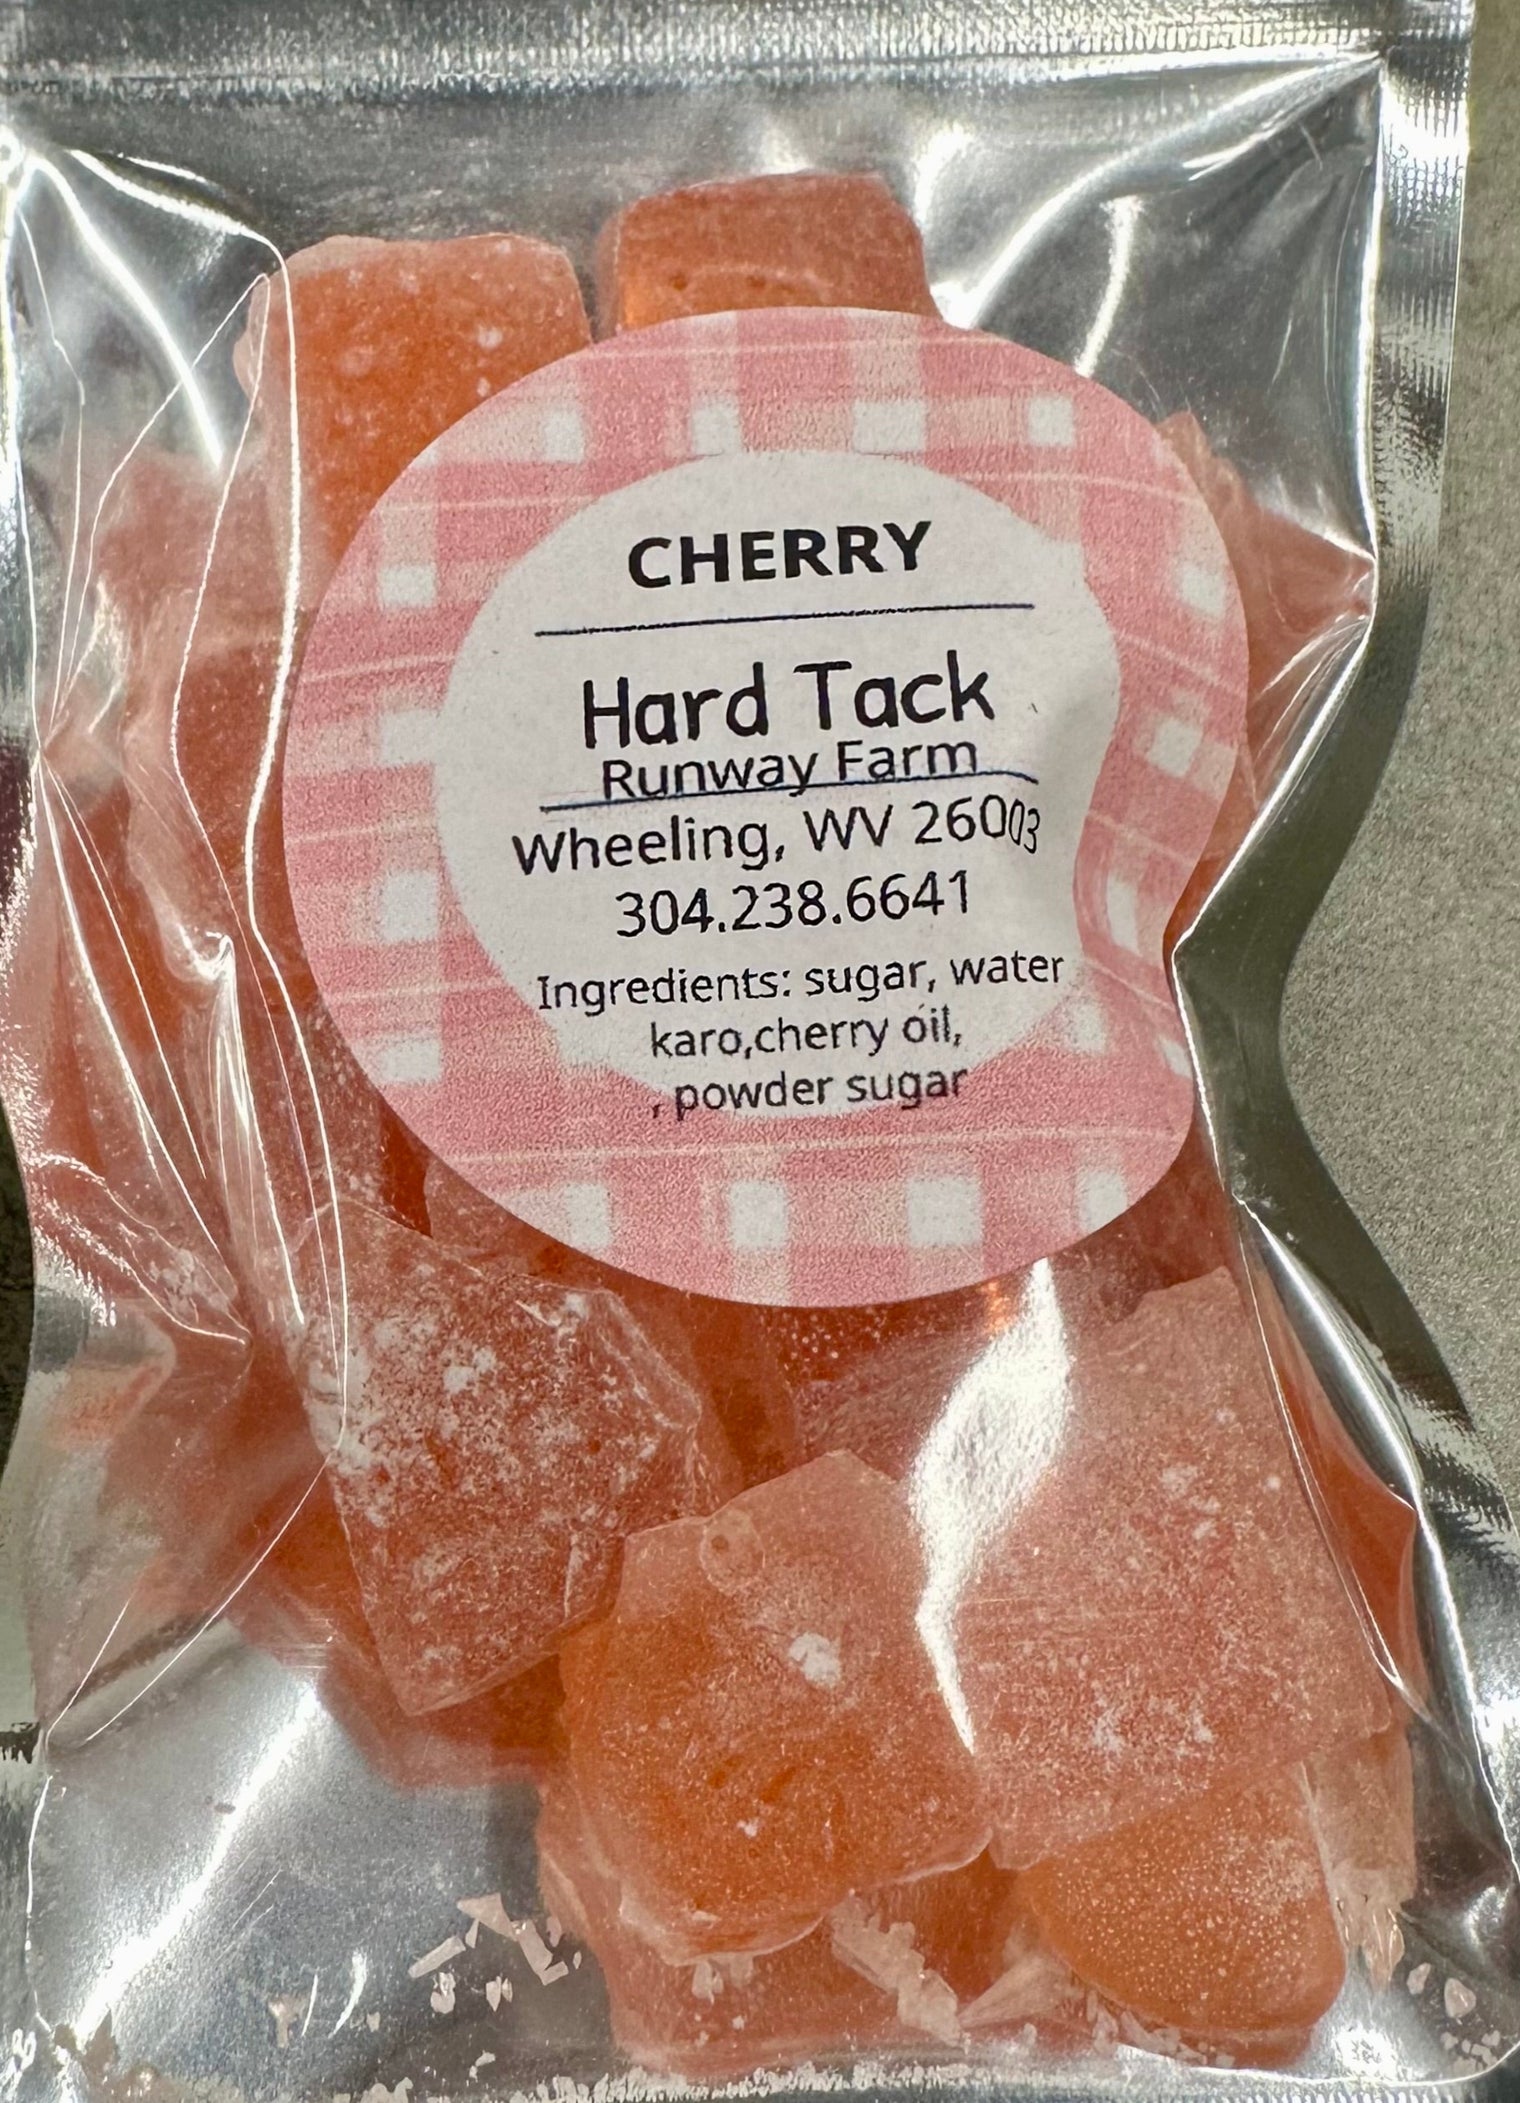 CHERRY
Hard Tack
Runway Farm
Wheeling, WV 26003
304.238.6641
Ingredients: sugar, water
karo,cherry oil,
, powder sugar